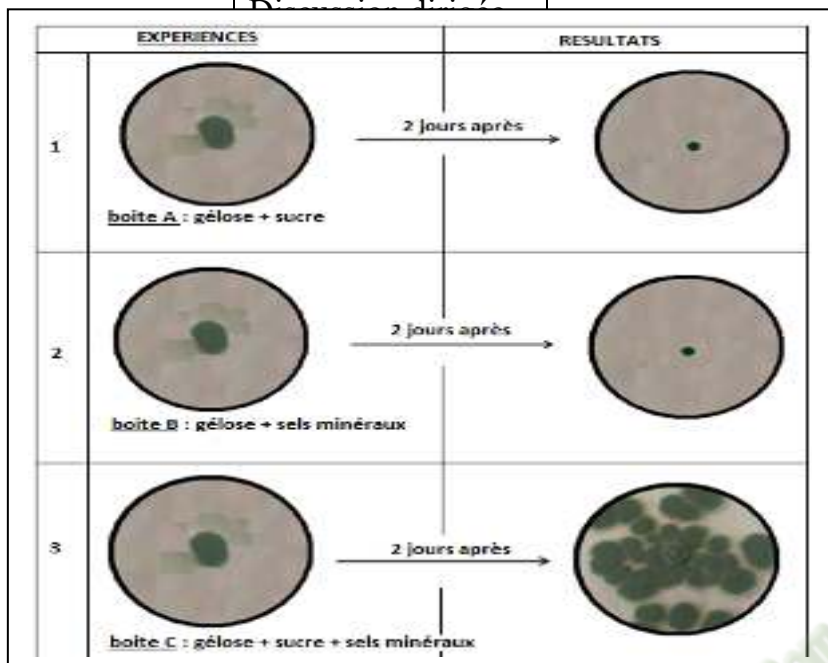 EXPERIENCES RESULTATS
1
2 jours après
boite A : gélose + sucre
2
2 jours après
boite B : gélose + sels minéraux
3
2 jours après
boite C : gélose + sucre + sels minéraux